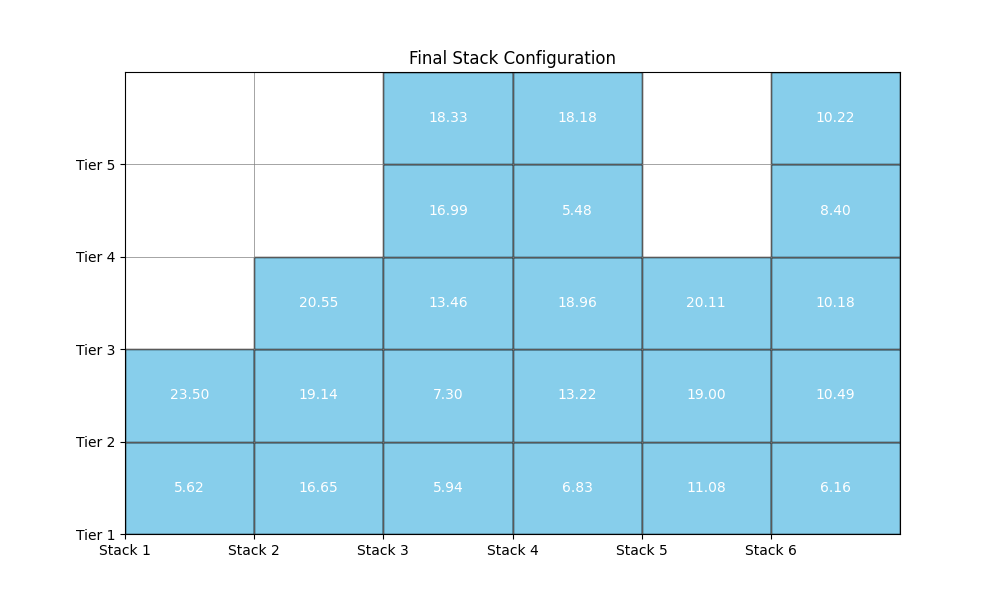 Final Stack Configuration
18.33 18.18 10.22
Tier 5
16.99 5.48 8.40
Tier 4
20.55 13.46 18.96 20.11 10.18
Tier 3
23.50 19.14 7.30 13.22 19.00 10.49
Tier 2
5.62 16.65 5.94 6.83 11.08 6.16
Tier 1
Stack 1 Stack 2 Stack 3 Stack 4 Stack 5 Stack 6